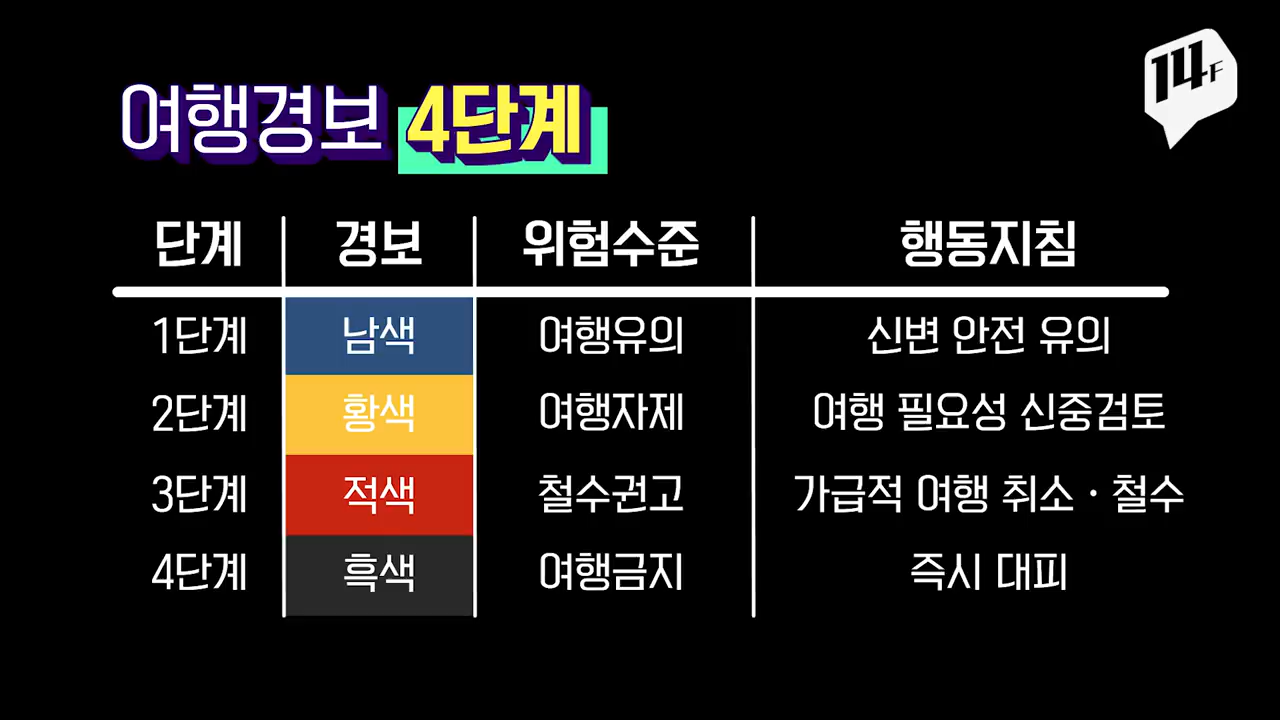 14F
여행경보 4단계
단계 경보 위험수준 행동지침
1단계 남색 여행유의 신변 안전 유의
2단계 황색 여행자제 여행 필요성 신중검토
3단계 적색 철수권고 가급적 여행 취소 · 철수
4단계 흑색 여행금지 즉시 대피